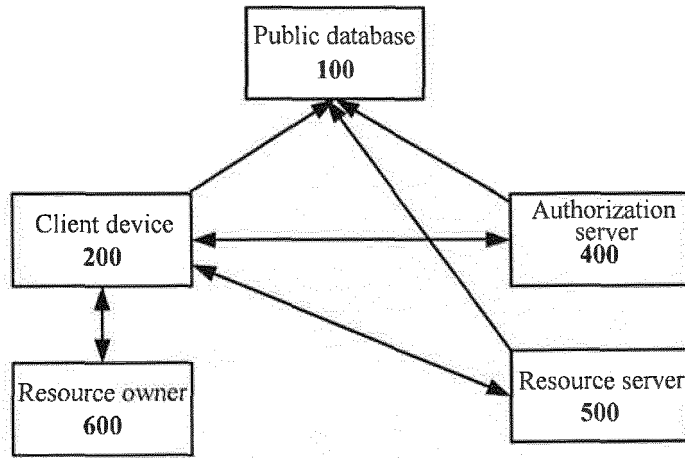 Public database
100
Client device
200
Authorization
server
400
Resource owner
600
Resource server
500